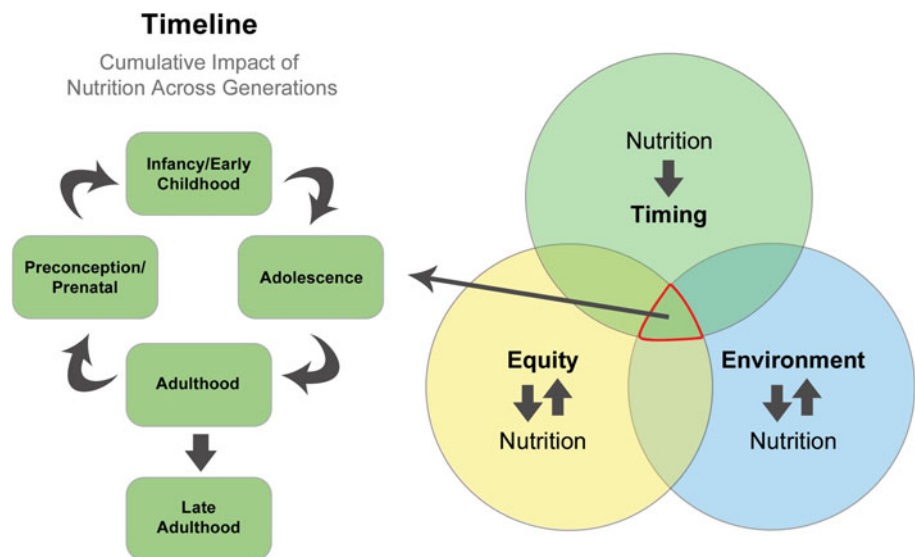 Timeline
Cumulative Impact of
Nutrition Across Generations
Infancy/Early
Childhood
Preconception/
Prenatal
Adolescence
Adulthood
Late
Adulthood
Nutrition
Timing
Equity
Nutrition
Environment
Nutrition